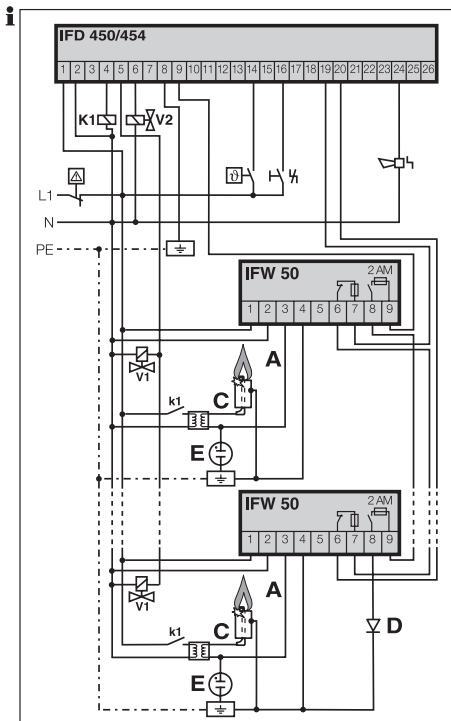 i
IFD 450/454
1 2 3 4 5 6 7 8 9 10 11 12 13 14 15 16 17 18 19 20 21 22 23 24 25 26
K1 V2
ϑ
L1
N
PE
IFW 50
2 AM
1 2 3 4 5 6 7 8 9
V1
A
k1
C
E
IFW 50
2 AM
1 2 3 4 5 6 7 8 9
V1
A
k1
C
D
E